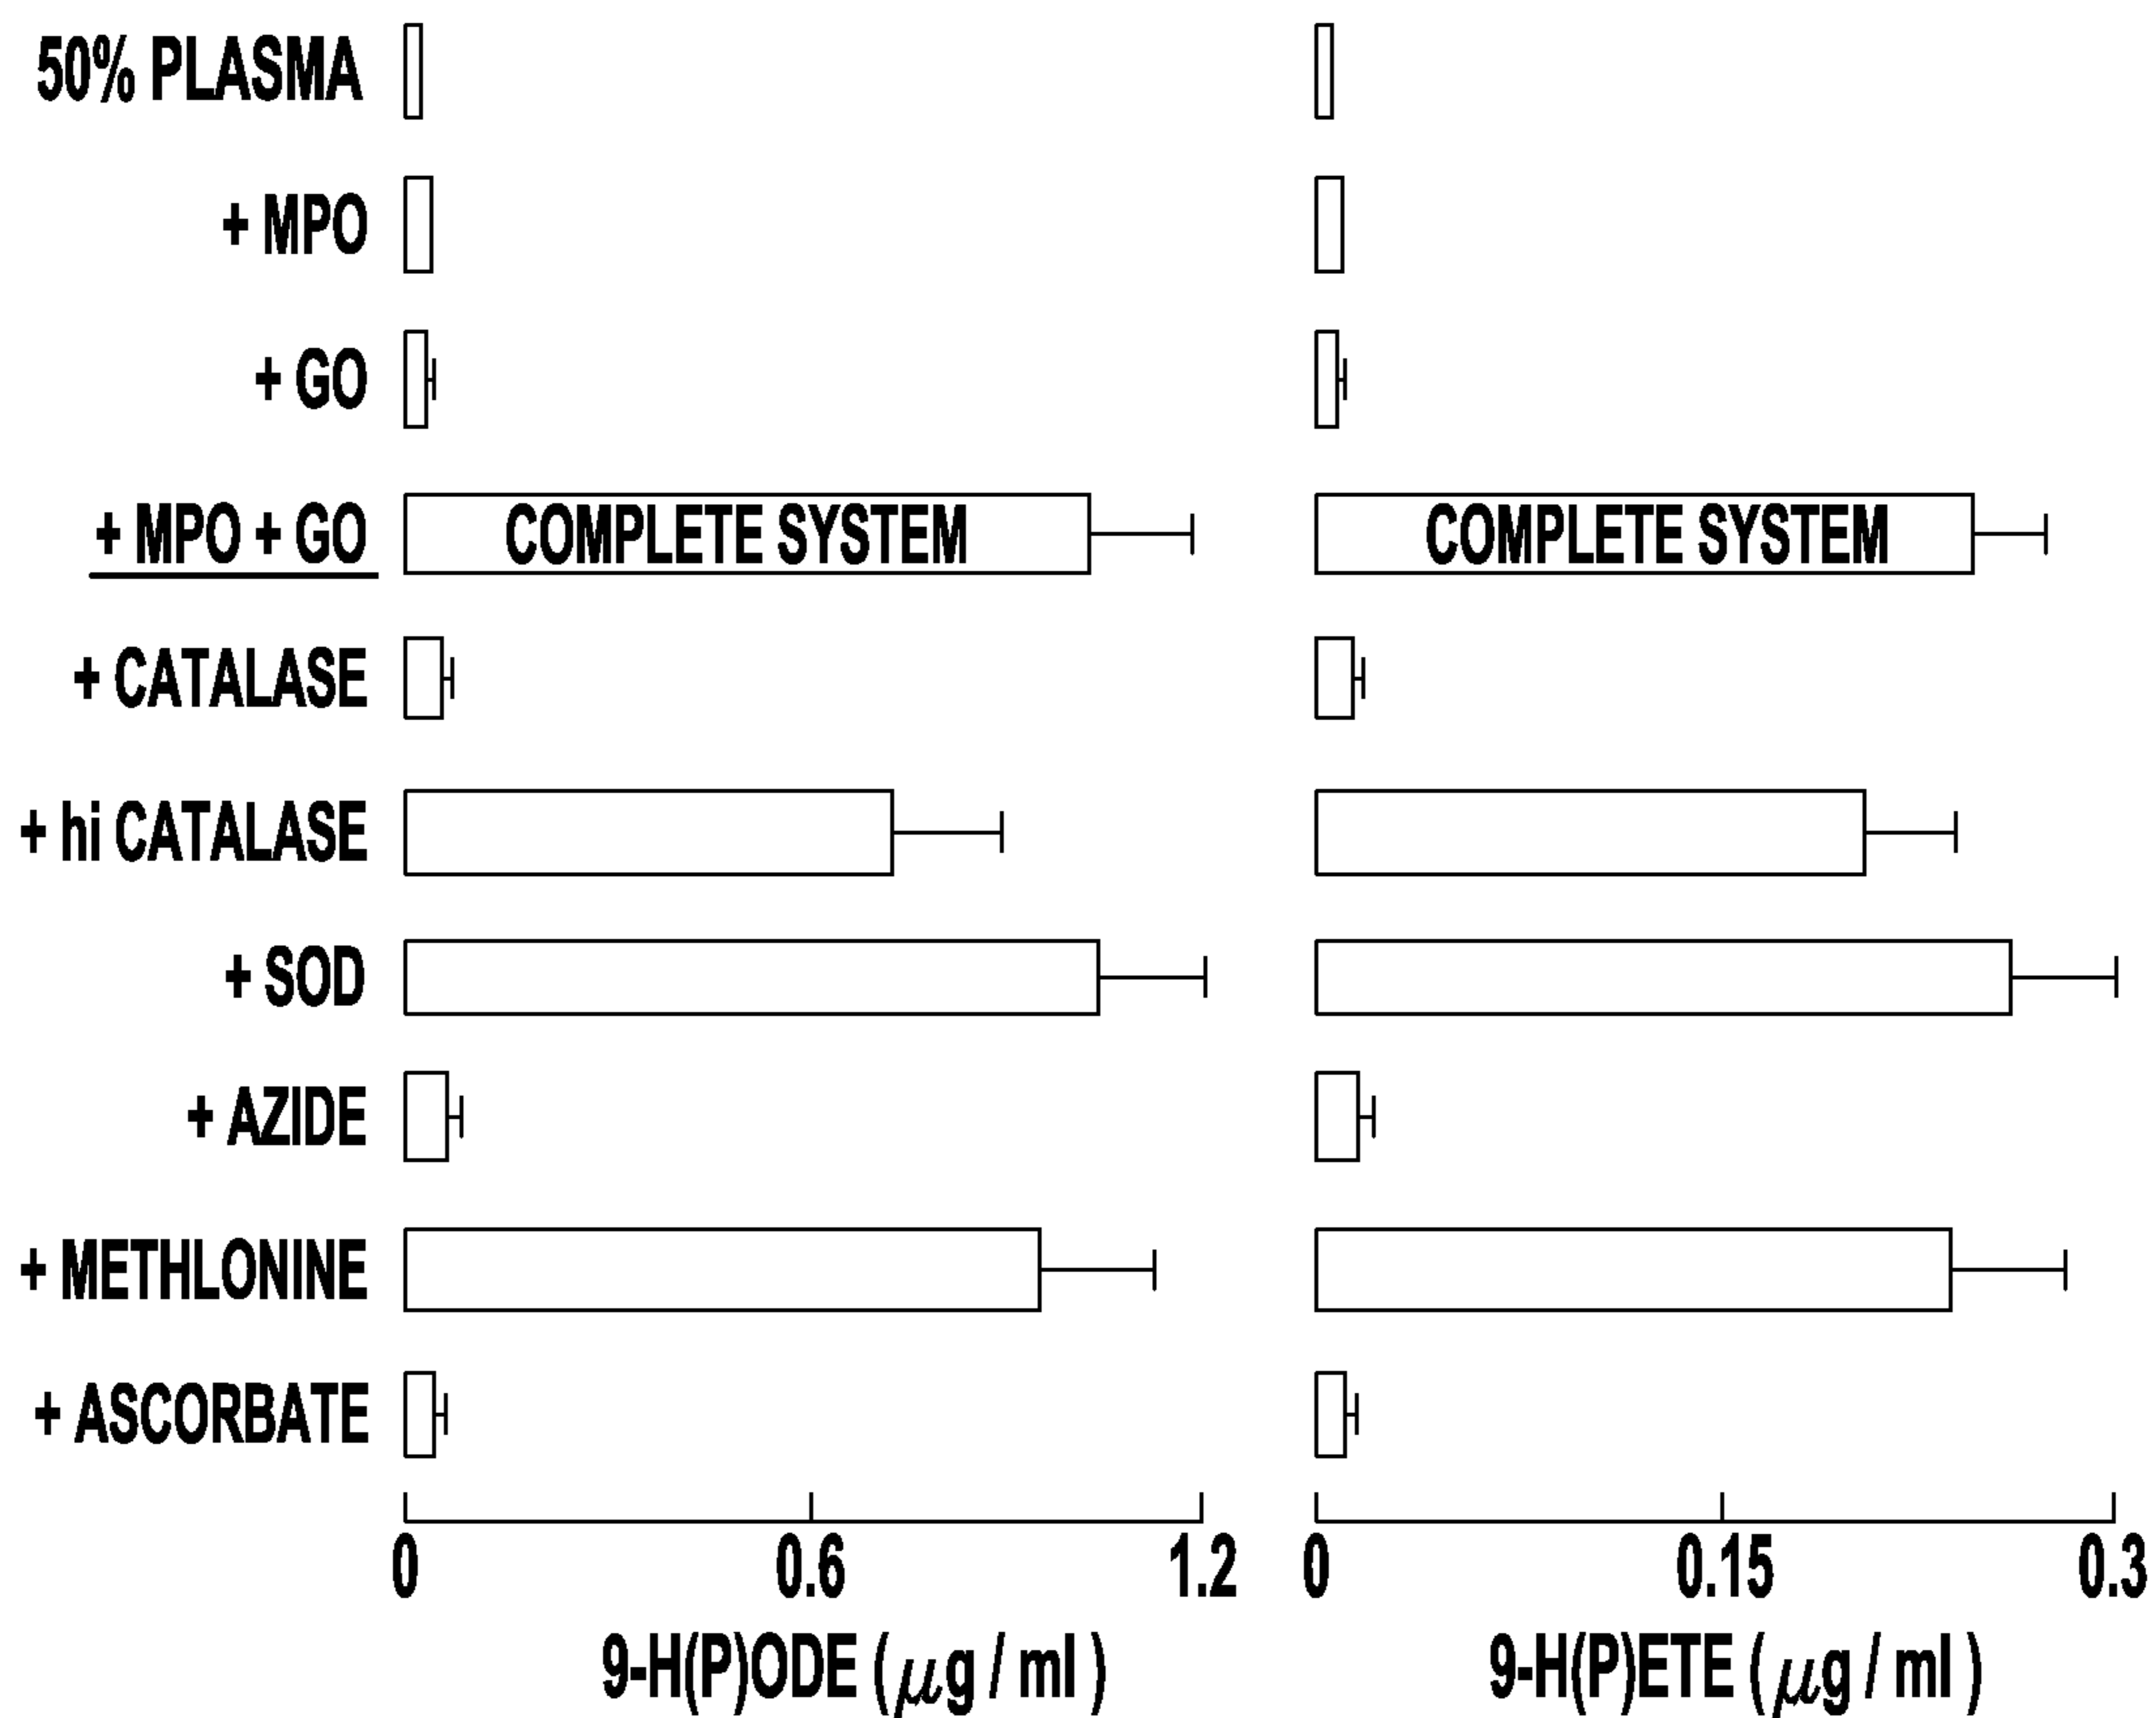 50% PLASMA
+ MPO
+ GO
+ MPO + GO
COMPLETE SYSTEM
COMPLETE SYSTEM
+ CATALASE
+ hi CATALASE
+ SOD
+ AZIDE
+ METHLONINE
+ ASCORBATE
0 0.6 1.2
0 0.15 0.3
9-H(P)ODE (μg / ml )
9-H(P)ETE (μg / ml )